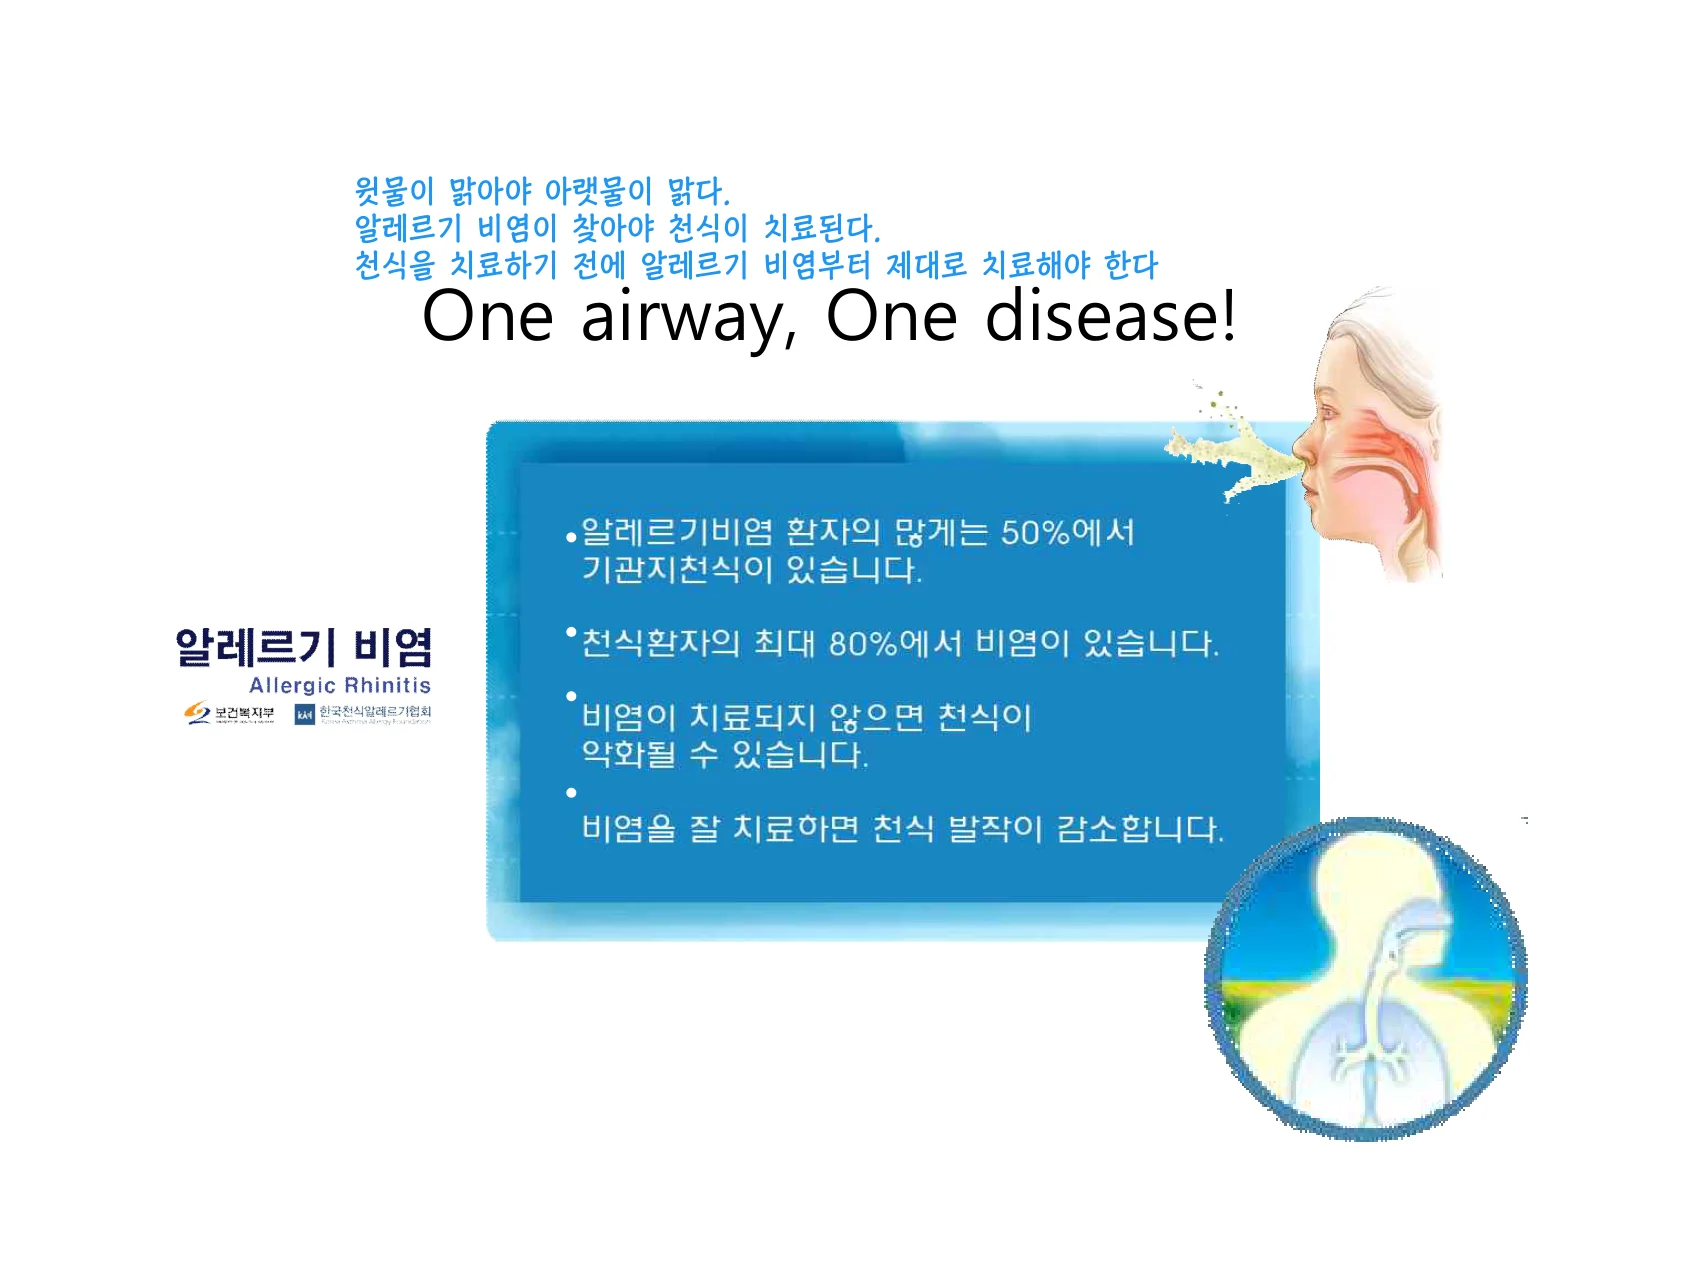 윗물이 맑아야 아랫물이 맑다.
알레르기 비염이 찾아야 천식이 치료된다.
천식을 치료하기 전에 알레르기 비염부터 제대로 치료해야 한다
One airway, One disease!
•알레르기비염 환자의 많게는 50%에서
기관지천식이 있습니다.
•천식환자의 최대 80%에서 비염이 있습니다.
•비염이 치료되지 않으면 천식이
악화될 수 있습니다.
•비염을 잘 치료하면 천식 발작이 감소합니다.
알레르기 비염
Allergic Rhinitis
보건복지부
KAF 한국천식알레르기협회
Korea Asthma Allergy Foundation